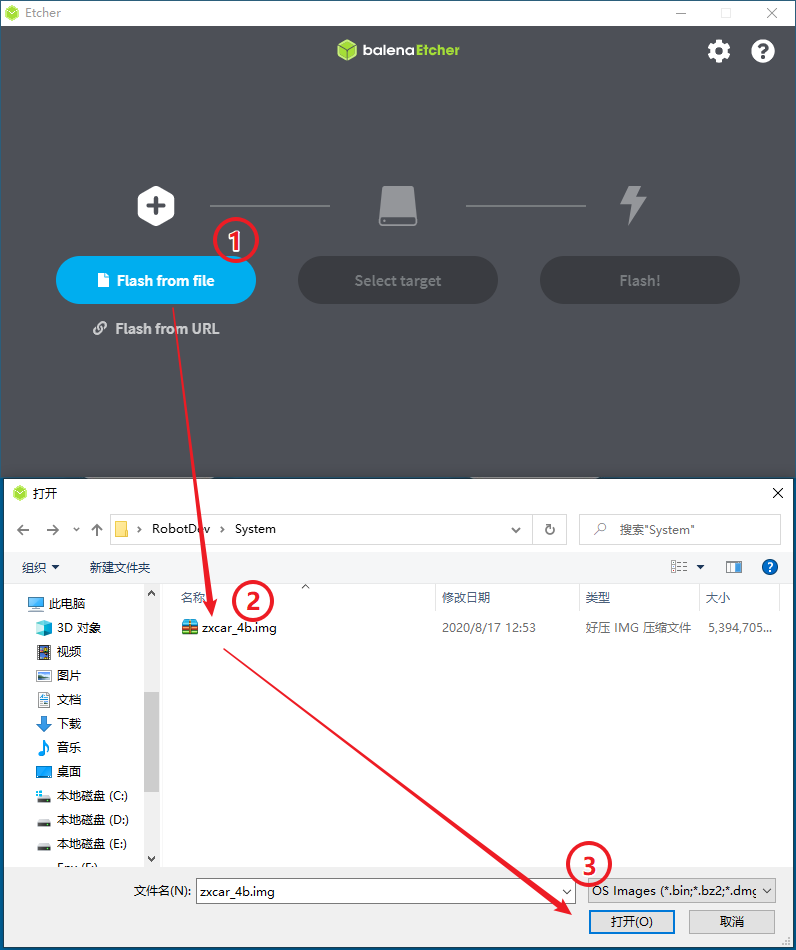 Etcher
balenaEtcher
1
Flash from file
Select target
Flash!
Flash from URL
打开
RobotDev › System
搜索"System"
组织
新建文件夹
名称
2
修改日期
类型
大小
此电脑
3D 对象
zxcar_4b.img
2020/8/17 12:53
好压 IMG 压缩文件
5,394,705...
视频
图片
文档
下载
音乐
桌面
本地磁盘 (C:)
本地磁盘 (D:)
本地磁盘 (E:)
3
文件名(N):
zxcar_4b.img
OS Images (*.bin;*.bz2;*.dmg
打开(O)
取消